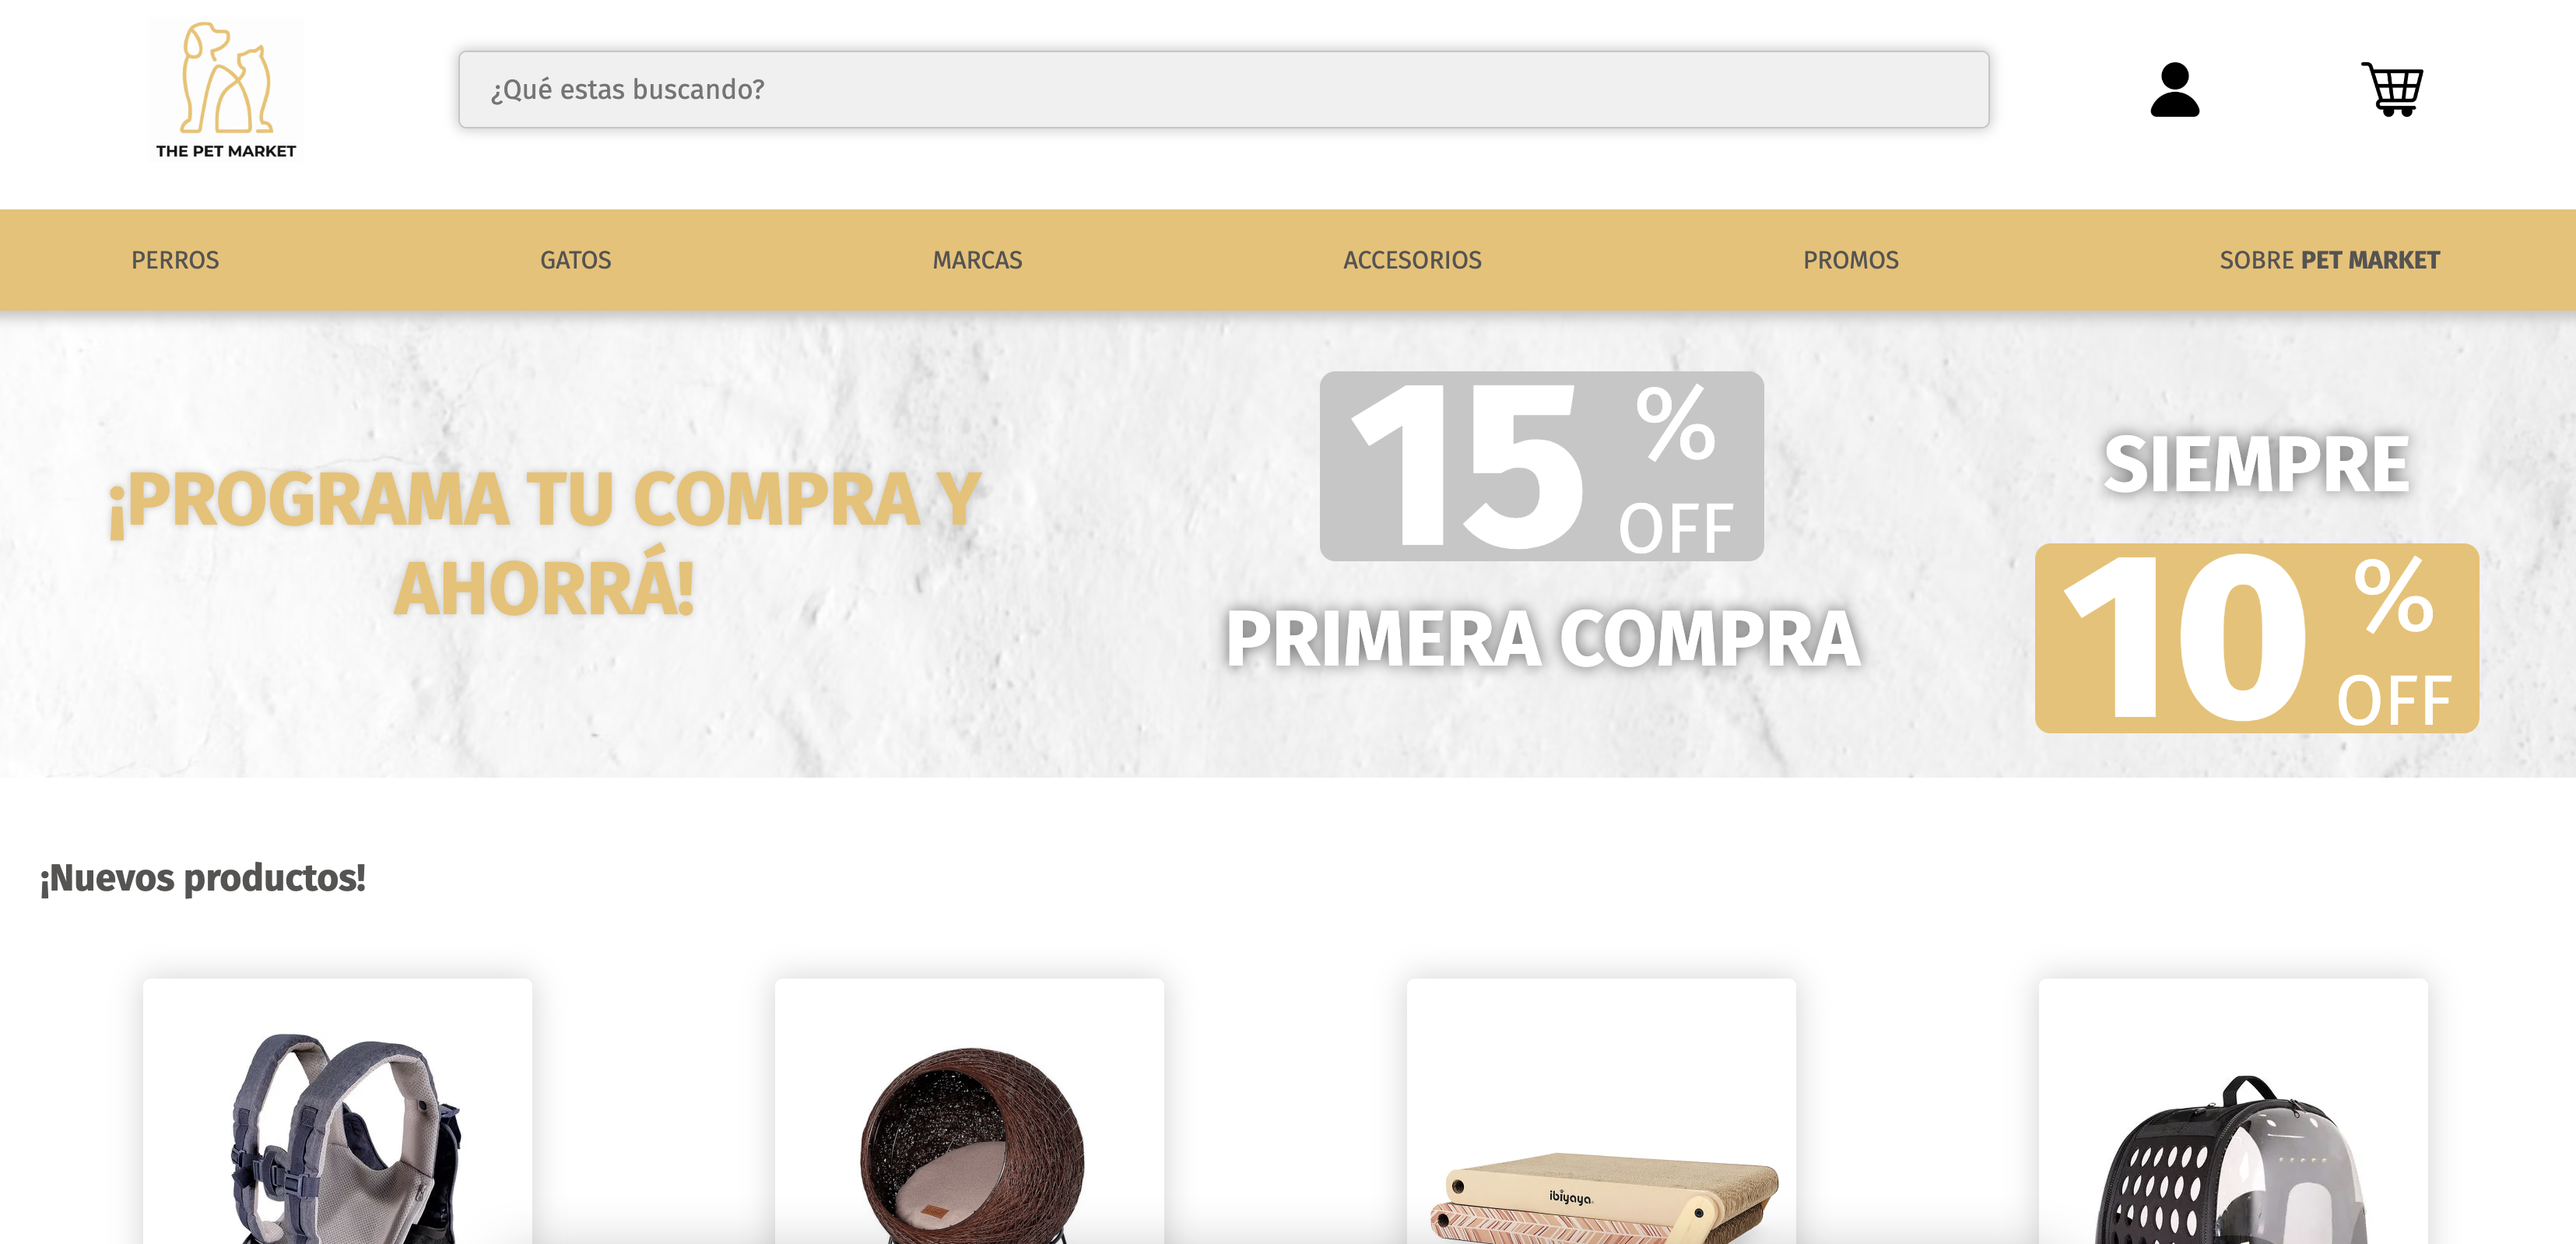 THE PET MARKET
¿Qué estas buscando?
PERROS
GATOS
MARCAS
ACCESORIOS
PROMOS
SOBRE PET MARKET
¡PROGRAMA TU COMPRA Y
AHORRÁ!
15 % OFF
PRIMERA COMPRA
SIEMPRE
10 % OFF
¡Nuevos productos!
ibiyaya